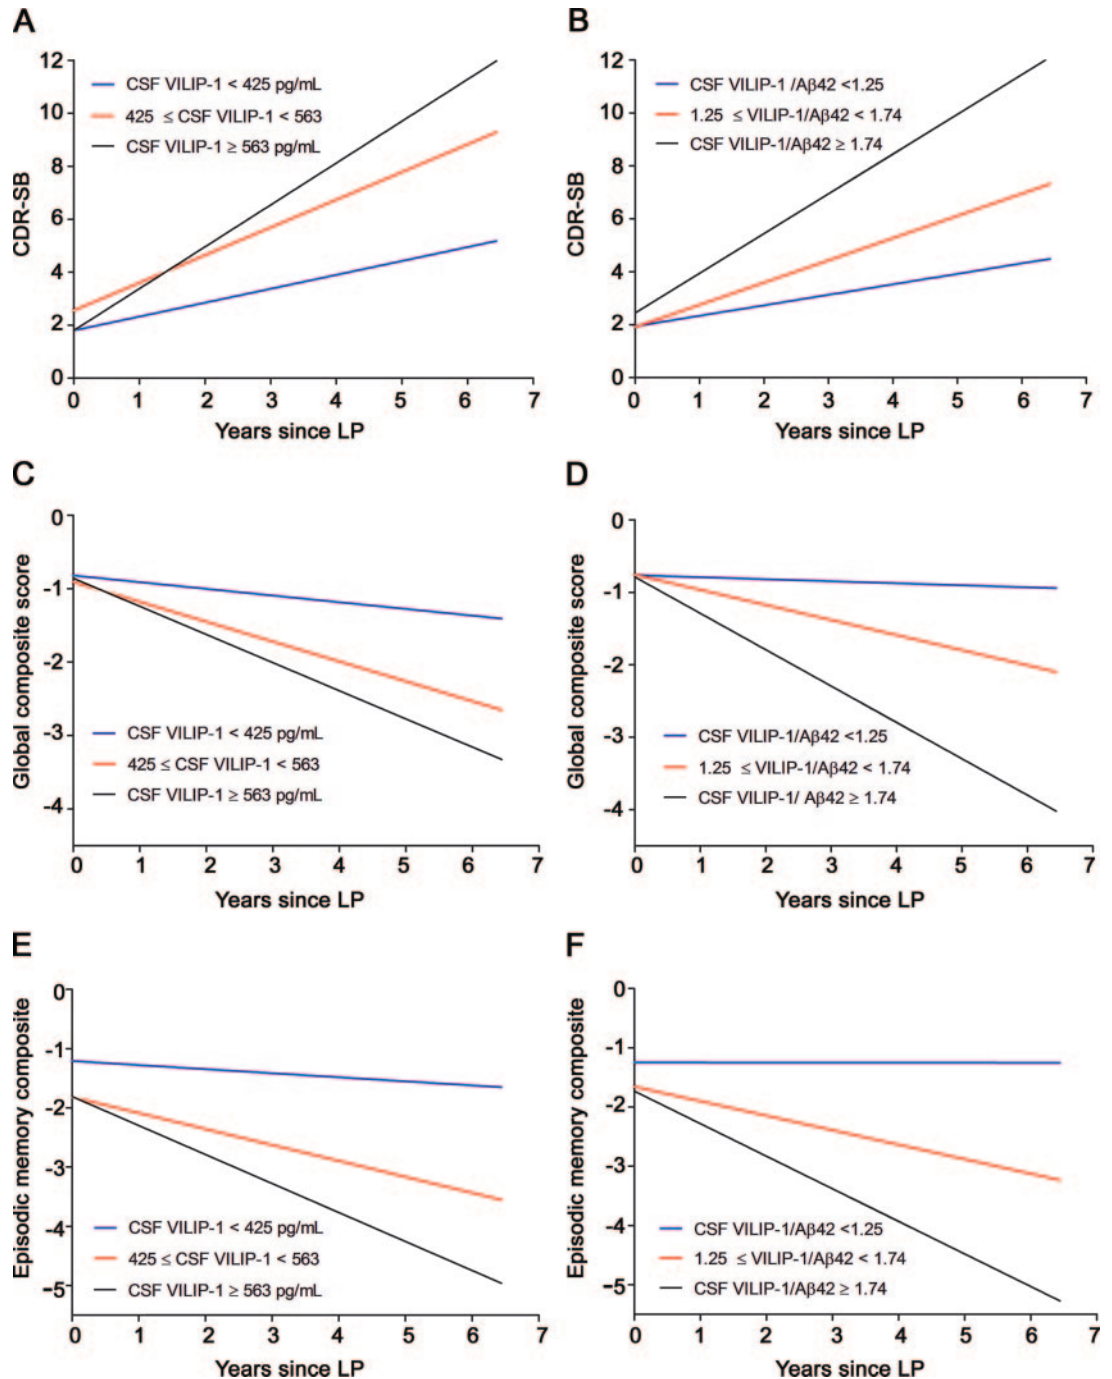 A
12
10
8
6
4
2
0
CDR-SB
CSF VILIP-1 < 425 pg/mL
425 ≤ CSF VILIP-1 < 563
CSF VILIP-1 ≥ 563 pg/mL
0 1 2 3 4 5 6 7
Years since LP
B
12
10
8
6
4
2
0
CDR-SB
CSF VILIP-1 /Aβ42 <1.25
1.25 ≤ VILIP-1/Aβ42 < 1.74
CSF VILIP-1/Aβ42 ≥ 1.74
0 1 2 3 4 5 6 7
Years since LP
C
0
-1
-2
-3
-4
Global composite score
CSF VILIP-1 < 425 pg/mL
425 ≤ CSF VILIP-1 < 563
CSF VILIP-1 ≥ 563 pg/mL
0 1 2 3 4 5 6 7
Years since LP
D
0
-1
-2
-3
-4
Global composite score
CSF VILIP-1/Aβ42 <1.25
1.25 ≤ VILIP-1/Aβ42 < 1.74
CSF VILIP-1/ Aβ42 ≥ 1.74
0 1 2 3 4 5 6 7
Years since LP
E
0
-1
-2
-3
-4
-5
Episodic memory composite
CSF VILIP-1 < 425 pg/mL
425 ≤ CSF VILIP-1 < 563
CSF VILIP-1 ≥ 563 pg/mL
0 1 2 3 4 5 6 7
Years since LP
F
0
-1
-2
-3
-4
-5
Episodic memory composite
CSF VILIP-1/Aβ42 <1.25
1.25 ≤ VILIP-1/Aβ42 < 1.74
CSF VILIP-1/Aβ42 ≥ 1.74
0 1 2 3 4 5 6 7
Years since LP